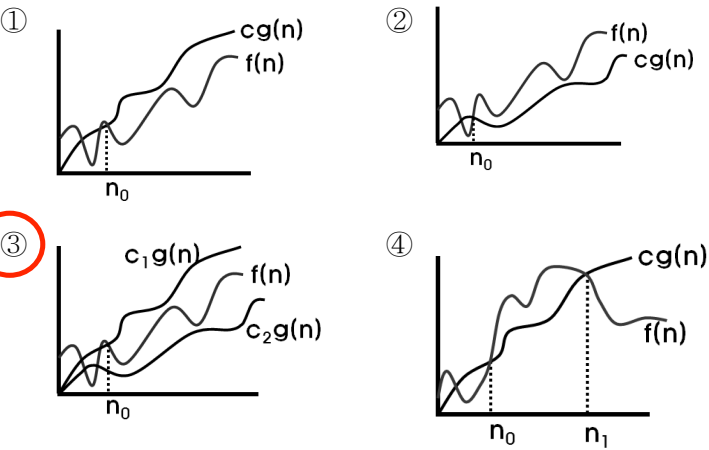 ①
cg(n)
f(n)
n₀
②
f(n)
cg(n)
n₀
③
c₁g(n)
f(n)
c₂g(n)
n₀
④
cg(n)
f(n)
n₀
n₁